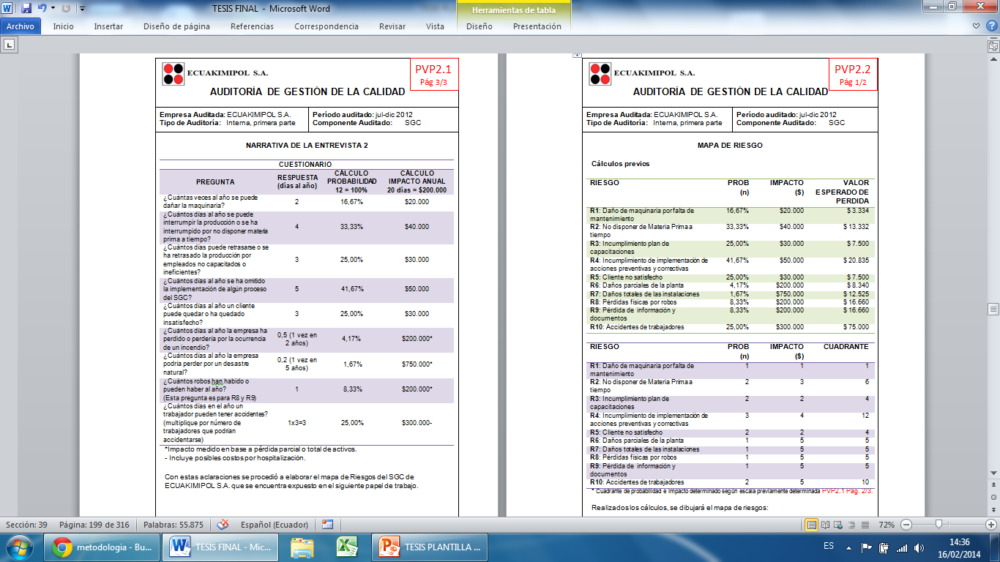 TESIS FINAL - Microsoft Word
Herramientas de tabla
Archivo Inicio Insertar Diseño de página Referencias Correspondencia Revisar Vista Diseño Presentación
ECUAKIMIPOL S.A.
PVP2.1
Pág 3/3
AUDITORÍA DE GESTIÓN DE LA CALIDAD
Empresa Auditada: ECUAKIMIPOL S.A. Período auditado: jul-dic 2012
Tipo de Auditoría: Interna, primera parte Componente Auditado: SGC
NARRATIVA DE LA ENTREVISTA 2
CUESTIONARIO
PREGUNTA
RESPUESTA
(días al año)
CÁLCULO
PROBABILIDAD
12 = 100%
CÁLCULO
IMPACTO ANUAL
20 días = $200.000
¿Cuántas veces al año se puede
dañar la maquinaria?
2 16,67% $20.000
¿Cuántos días al año se puede
interrumpir la producción o se ha
interrumpido por no disponer materia
prima a tiempo?
4 33,33% $40.000
¿Cuántos días puede retrasarse o se
ha retrasado la producción por
empleados no capacitados o
ineficientes?
3 25,00% $30.000
¿Cuántos días al año se ha omitido
la implementación de algún proceso
del SGC?
5 41,67% $50.000
¿Cuántos días al año un cliente
puede quedar o ha quedado
insatisfecho?
3 25,00% $30.000
¿Cuántos días al año la empresa ha
perdido o perdería por la ocurrencia
de un incendio?
0,5 (1 vez en
2 años)
4,17% $200.000*
¿Cuántos días al año la empresa
podría perder por un desastre
natural?
0,2 (1 vez en
5 años)
1,67% $750.000*
¿Cuántos robos han habido o
pueden haber al año?
(Esta pregunta es para R8 y R9)
1 8,33% $200.000*
¿Cuántos días en el año un
trabajador pueden tener accidentes?
(multiplique por número de
trabajadores que podrían
accidentarse)
1x3=3 25,00% $300.000-
*Impacto medido en base a pérdida parcial o total de activos.
- Incluye posibles costos por hospitalización.
Con estas aclaraciones se procedió a elaborar el mapa de Riesgos del SGC de
ECUAKIMIPOL S.A. que se encuentra expuesto en el siguiente papel de trabajo.
ECUAKIMIPOL S.A.
PVP2.2
Pág 1/2
AUDITORÍA DE GESTIÓN DE LA CALIDAD
Empresa Auditada: ECUAKIMIPOL S.A. Período auditado: jul-dic 2012
Tipo de Auditoría: Interna, primera parte Componente Auditado: SGC
MAPA DE RIESGO
Cálculos previos
RIESGO PROB IMPACTO VALOR
(n) ($) ESPERADO DE
PERDIDA
R1: Daño de maquinaria por falta de 16,67% $20.000 $ 3.334
mantenimiento
R2: No disponer de Materia Prima a 33,33% $40.000 $ 13.332
tiempo
R3: Incumplimiento plan de 25,00% $30.000 $ 7.500
capacitaciones
R4: Incumplimiento de implementación de 41,67% $50.000 $ 20.835
acciones preventivas y correctivas
R5: Cliente no satisfecho 25,00% $30.000 $ 7.500
R6: Daños parciales de la planta 4,17% $200.000 $ 8.340
R7: Daños totales de las instalaciones 1,67% $750.000 $ 12.525
R8: Pérdidas físicas por robos 8,33% $200.000 $ 16.660
R9: Pérdida de información y 8,33% $200.000 $ 16.660
documentos
R10: Accidentes de trabajadores 25,00% $300.000 $ 75.000
RIESGO PROB IMPACTO CUADRANTE
(n) ($)
R1: Daño de maquinaria por falta de 1 1 1
mantenimiento
R2: No disponer de Materia Prima a 2 3 6
tiempo
R3: Incumplimiento plan de 2 2 4
capacitaciones
R4: Incumplimiento de implementación de 3 4 12
acciones preventivas y correctivas
R5: Cliente no satisfecho 2 2 4
R6: Daños parciales de la planta 1 5 5
R7: Daños totales de las instalaciones 1 5 5
R8: Pérdidas físicas por robos 1 5 5
R9: Pérdida de información y 1 5 5
documentos
R10: Accidentes de trabajadores 2 5 10
* Cuadrante de probabilidad e Impacto determinado según escala previamente determinada PVP2.1 Pág. 2/3.
Realizados los cálculos, se dibujará el mapa de riesgos:
Sección: 39 Página: 199 de 316 Palabras: 55.875 Español (Ecuador) 72%
metodologia - Bu... TESIS FINAL - Mic... TESIS PLANTILLA ... ES 14:36
16/02/2014